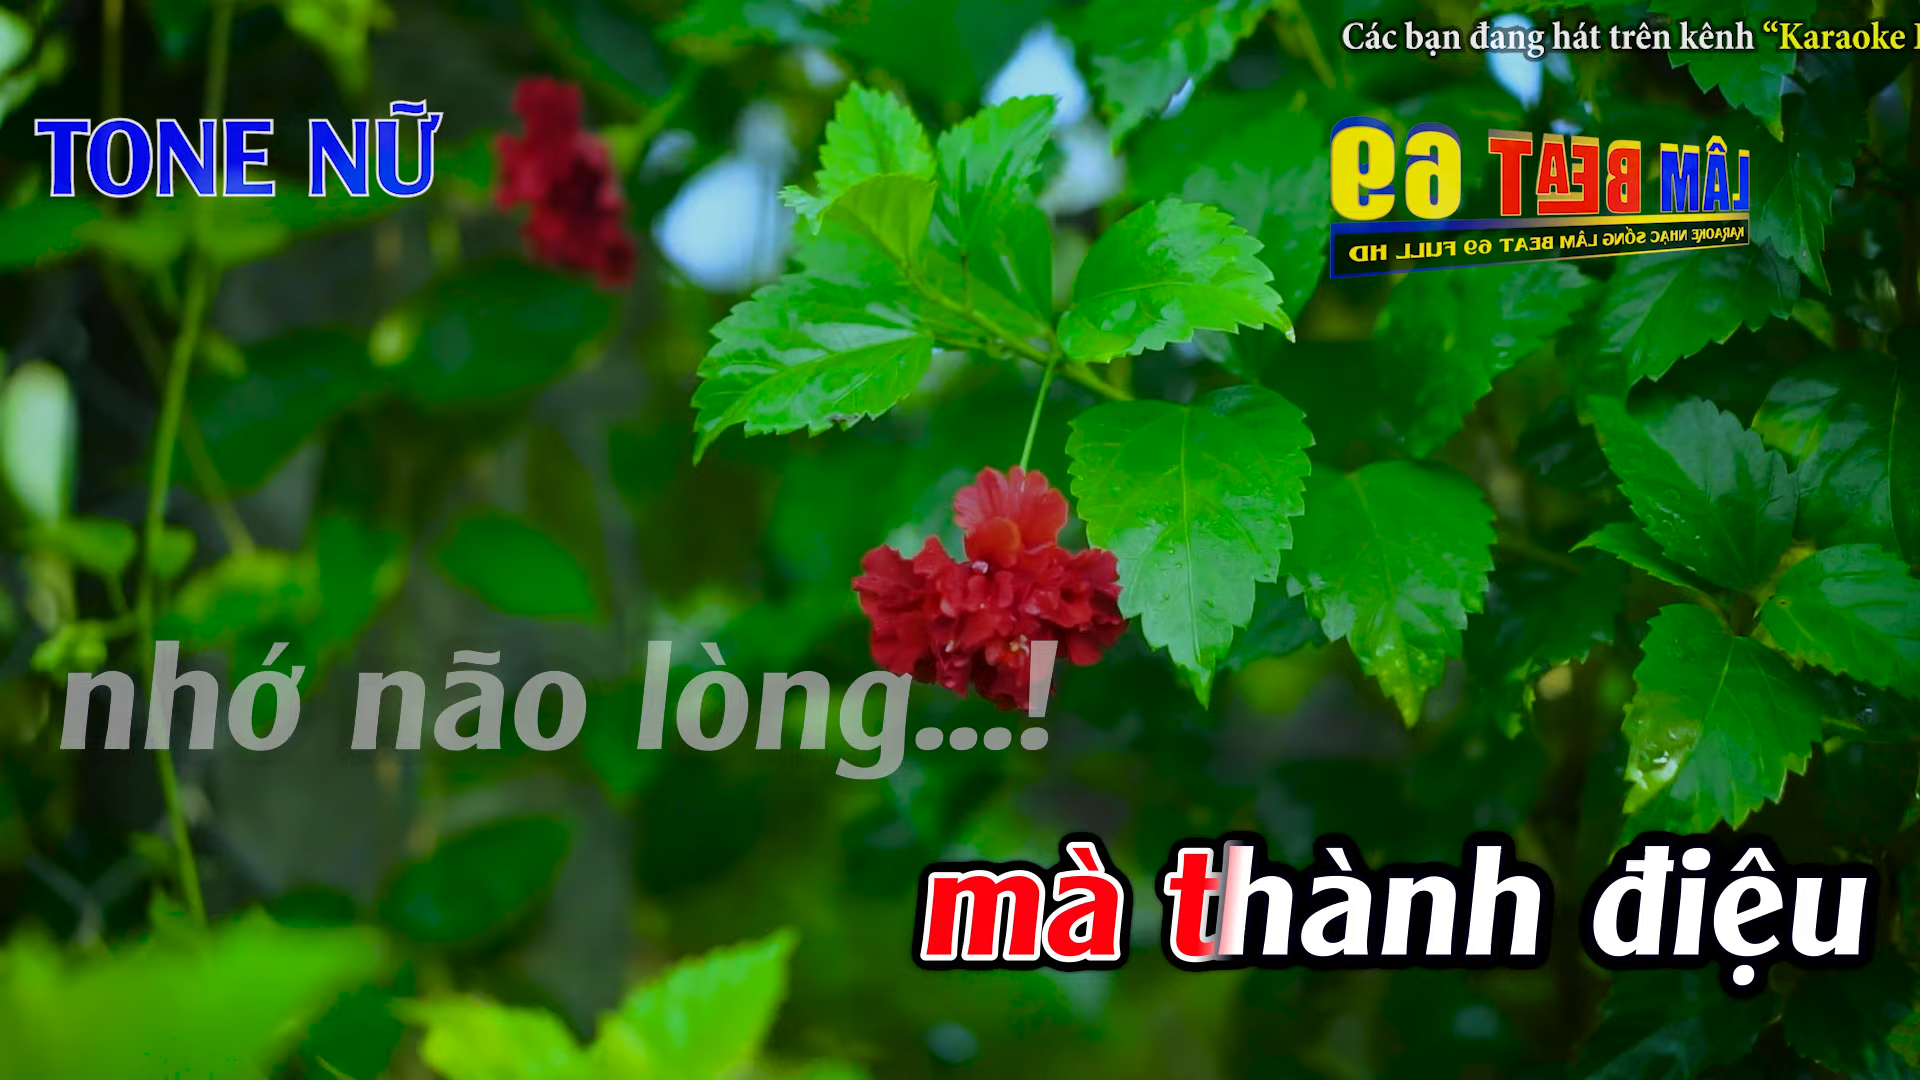 Các bạn đang hát trên kênh “Karaoke
TONE NỮ
LÂM BEAT 69
KARAOKE NHẠC SỐNG LÂM BEAT 69 FULL HD
nhớ não lòng...!
mà thành điệu